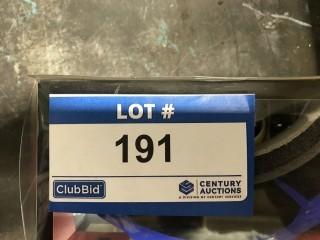 LOT #
191
ClubBid
CENTURY
AUCTIONS
A DIVISION OF CENTURY SERVICES